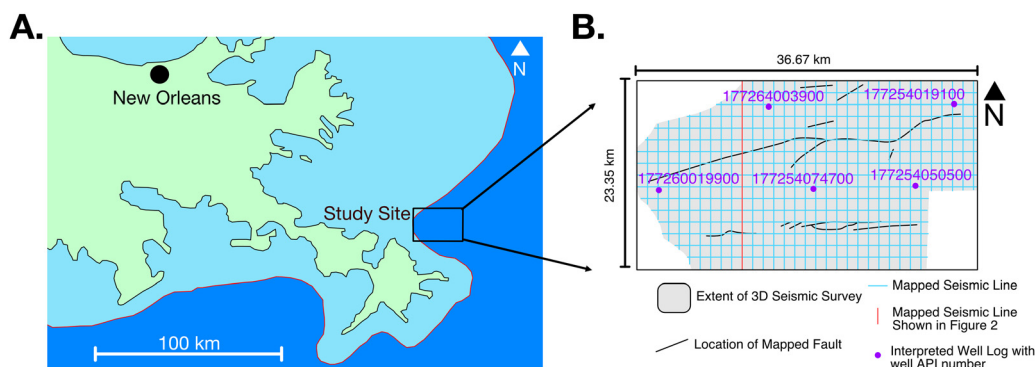 A.
N
New Orleans
Study Site
100 km
B.
36.67 km
23.35 km
N
177264003900
177254019100
177260019900
177254074700
177254050500
Extent of 3D Seismic Survey
Location of Mapped Fault
Mapped Seismic Line
Mapped Seismic Line
Shown in Figure 2
Interpreted Well Log with
well API number